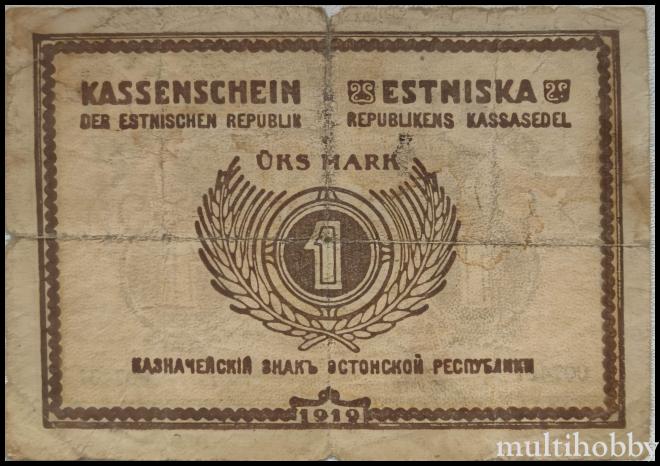 KASSENSCHEIN
DER ESTNISCHEN REPUBLIK
ESTNISKA
REPUBLIKENS KASSASEDEL
ÜKS MARK
1
КАЗНАЧЕЙСКІЙ ЗНАКЪ ЭСТОНСКОЙ РЕСПУБЛИКИ
1919
multihobby